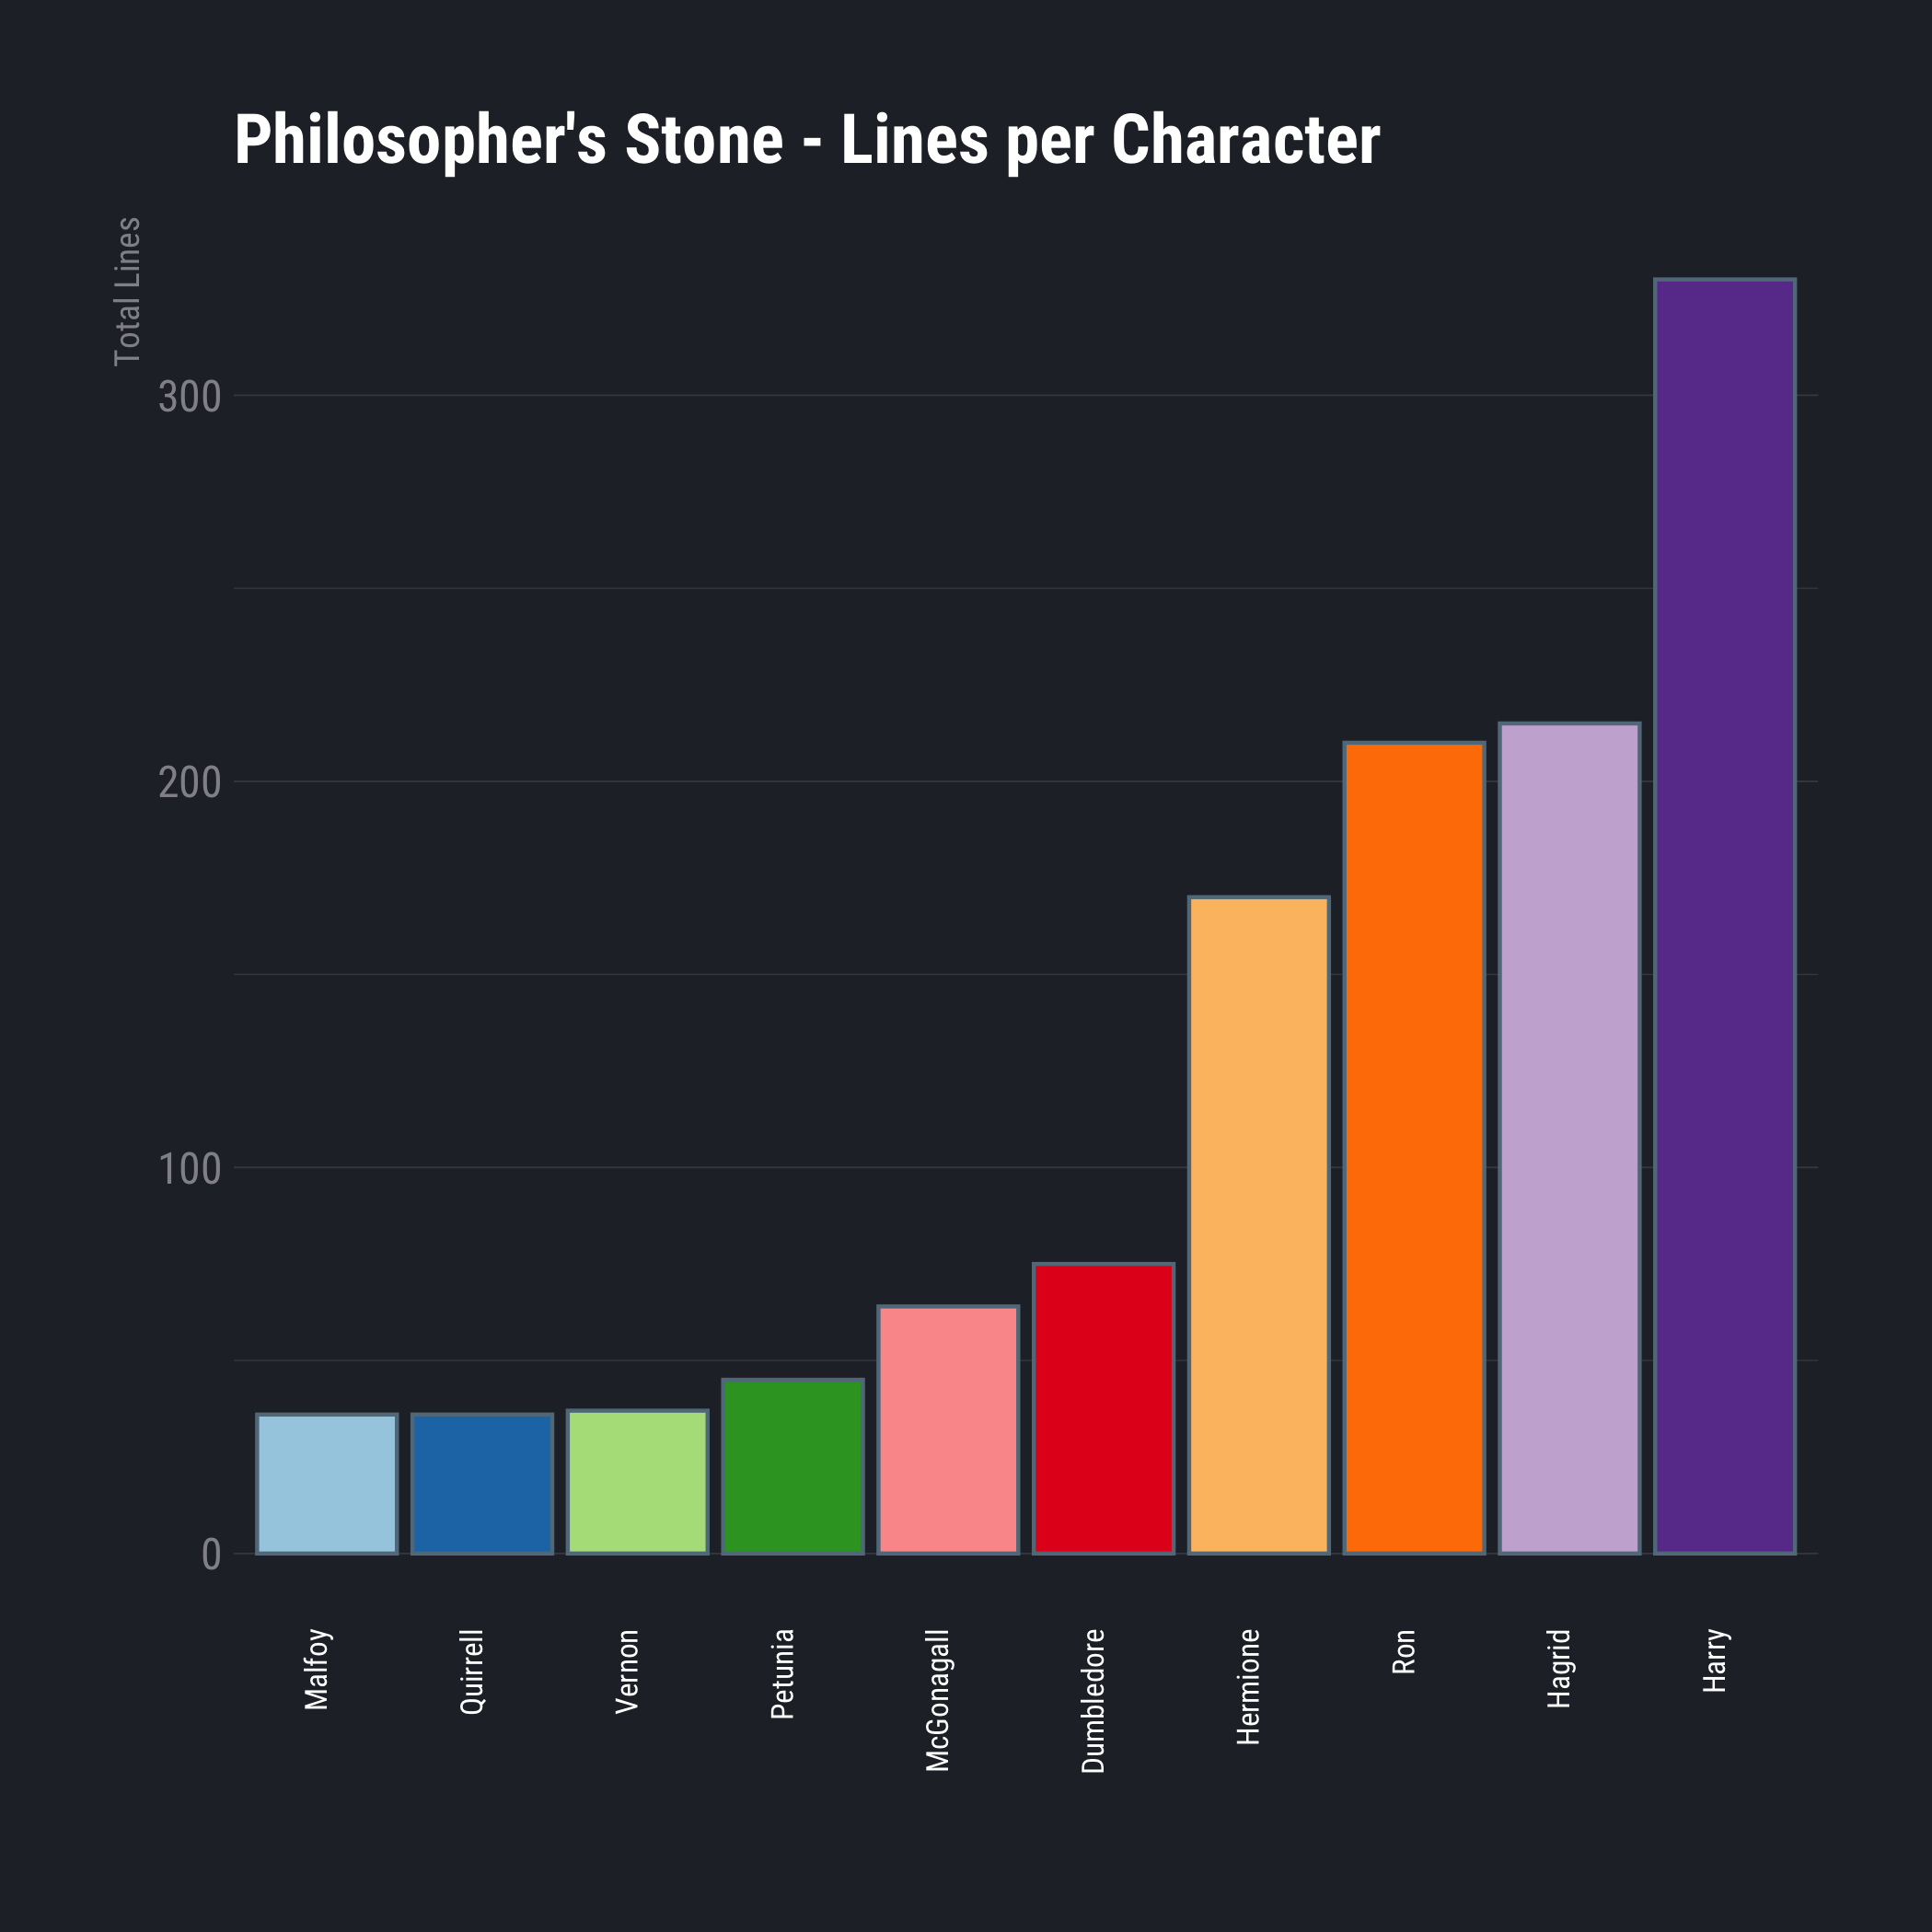 Philosopher's Stone - Lines per Character
Total Lines
300
200
100
0
Malfoy
Quirrell
Vernon
Petunia
McGonagall
Dumbledore
Hermione
Ron
Hagrid
Harry